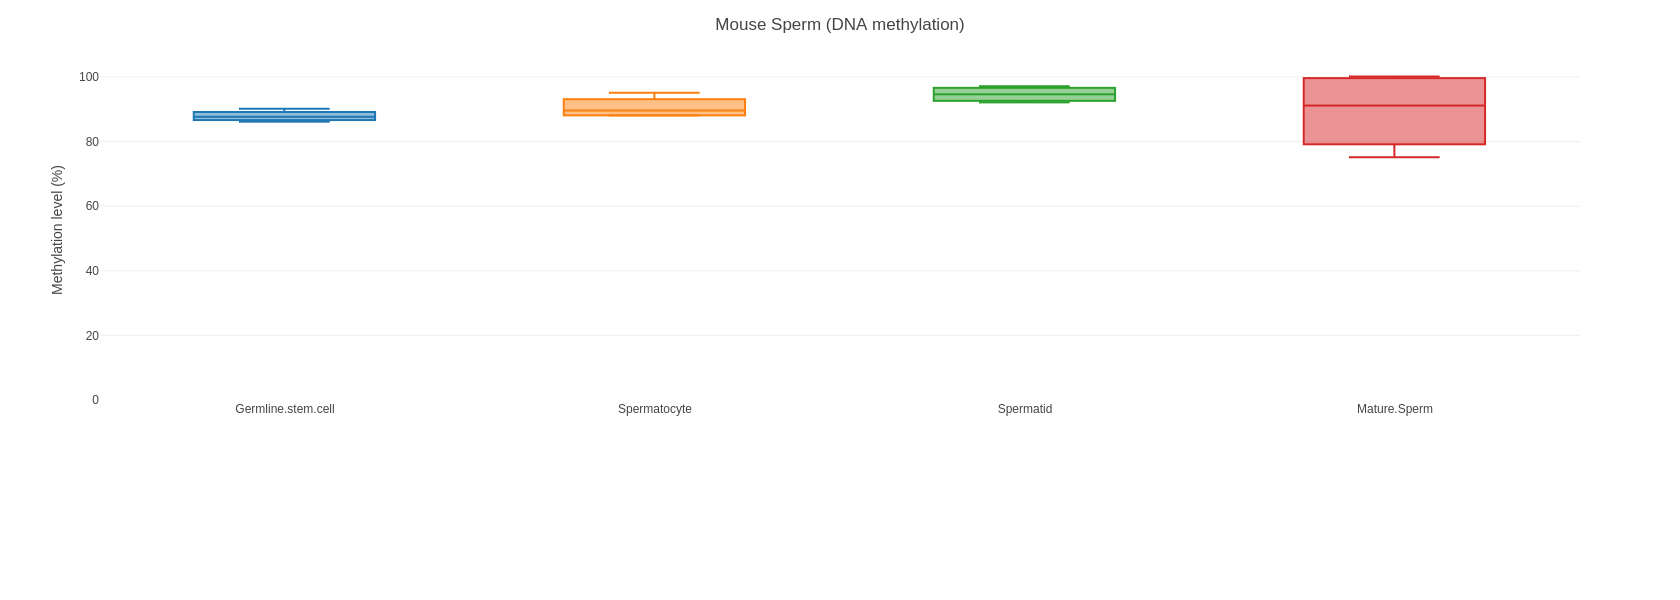 Mouse Sperm (DNA methylation)
Methylation level (%)
100
80
60
40
20
0
Germline.stem.cell
Spermatocyte
Spermatid
Mature.Sperm